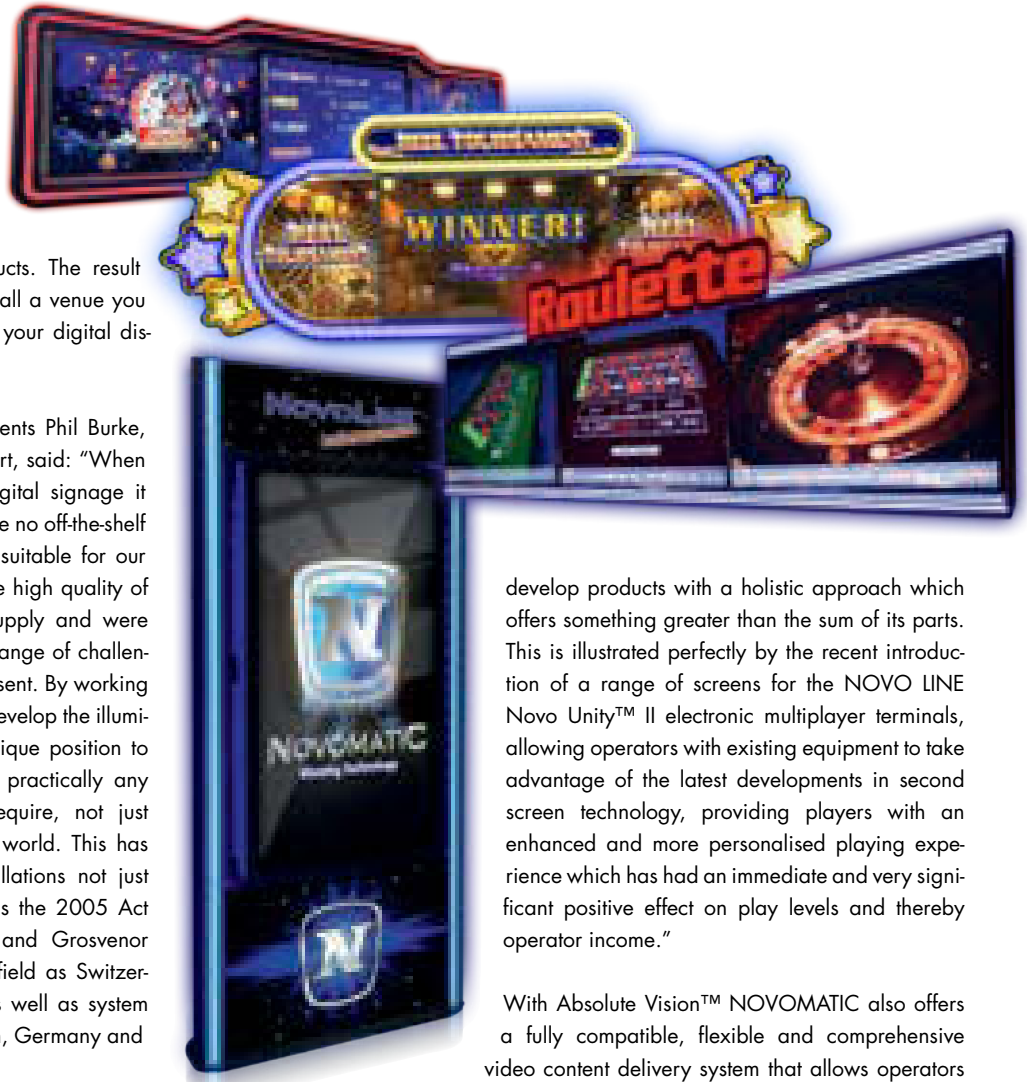 ucts. The result
all a venue you
your digital dis-
ents Phil Burke,
rt, said: “When
gital signage it
e no off-the-shelf
suitable for our
e high quality of
upply and were
ange of challen-
sent. By working
evelop the illumi-
ique position to
practically any
equire, not just
world. This has
llations not just
s the 2005 Act
and Grosvenor
field as Switzer-
s well as system
, Germany and
REEL TOURNAMENT
WINNER!
Roulette
NOVOLINE
N
NOVOMATIC
Winning Technologies
N
develop products with a holistic approach which
offers something greater than the sum of its parts.
This is illustrated perfectly by the recent introduc-
tion of a range of screens for the NOVO LINE
Novo Unity™ II electronic multiplayer terminals,
allowing operators with existing equipment to take
advantage of the latest developments in second
screen technology, providing players with an
enhanced and more personalised playing expe-
rience which has had an immediate and very signi-
ficant positive effect on play levels and thereby
operator income.”
With Absolute Vision™ NOVOMATIC also offers
a fully compatible, flexible and comprehensive
video content delivery system that allows operators